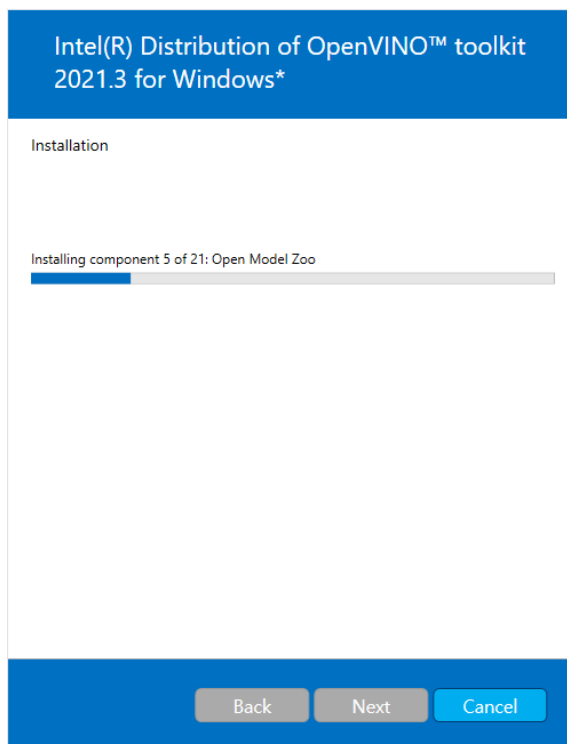 Intel(R) Distribution of OpenVINO™ toolkit
2021.3 for Windows*
Installation
Installing component 5 of 21: Open Model Zoo
Back
Next
Cancel